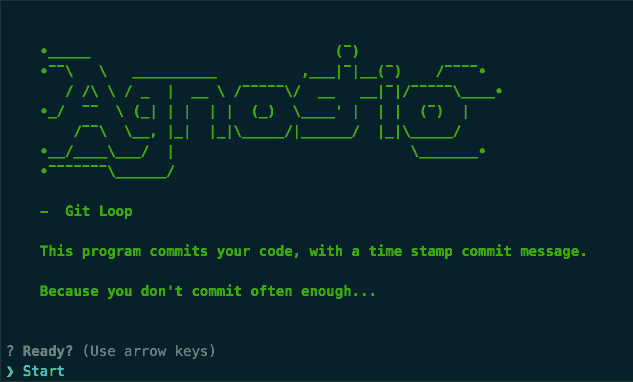 Agnostic
– Git Loop
This program commits your code, with a time stamp commit message.
Because you don't commit often enough...
? Ready? (Use arrow keys)
❯ Start